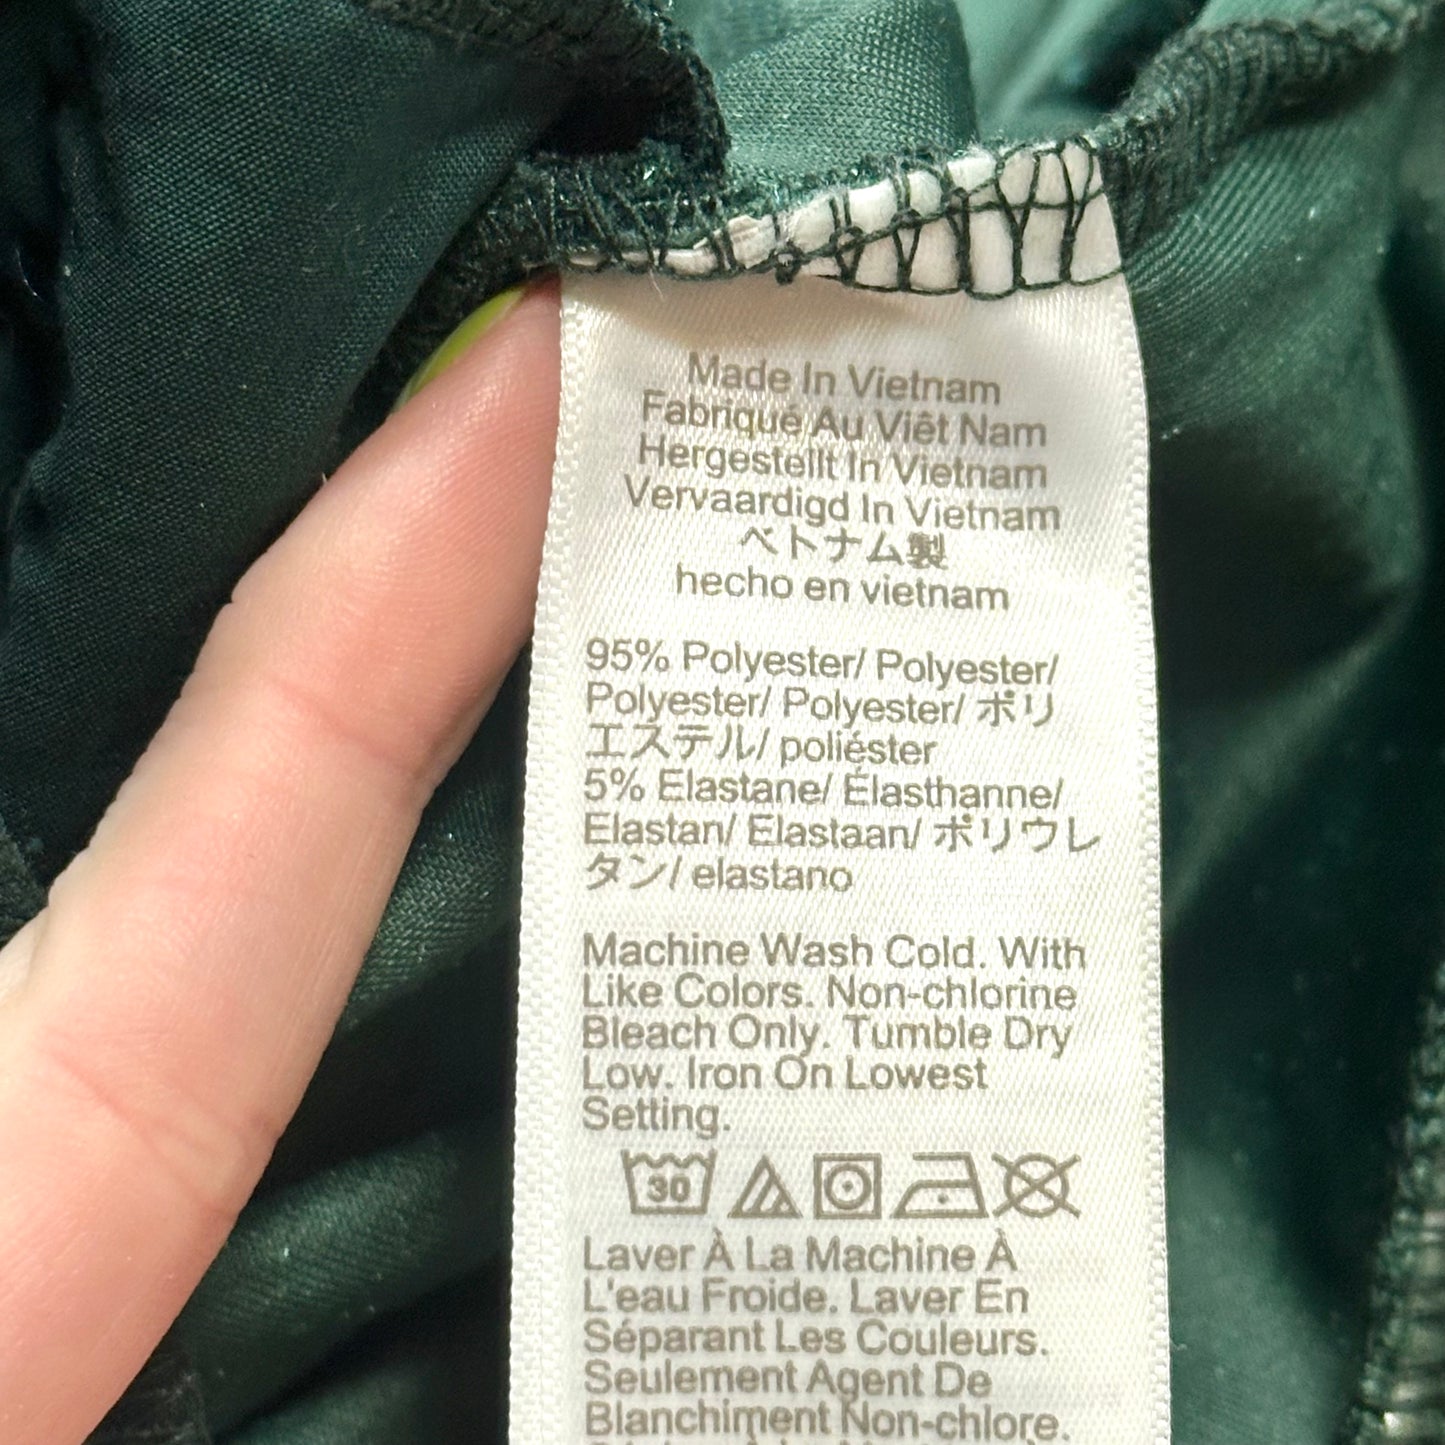 Made In Vietnam
Fabriqué Au Viêt Nam
Hergestellt In Vietnam
Vervaardigd In Vietnam
ベトナム製
hecho en vietnam
95% Polyester/ Polyester/
Polyester/ Polyester/ ポリ
エステル/ poliéster
5% Elastane/ Élasthanne/
Elastan/ Elastaan/ ポリウレ
タン/ elastano
Machine Wash Cold. With
Like Colors. Non-chlorine
Bleach Only. Tumble Dry
Low. Iron On Lowest
Setting.
30
Laver À La Machine À
L'eau Froide. Laver En
Séparant Les Couleurs.
Seulement Agent De
Blanchiment Non-chlore.